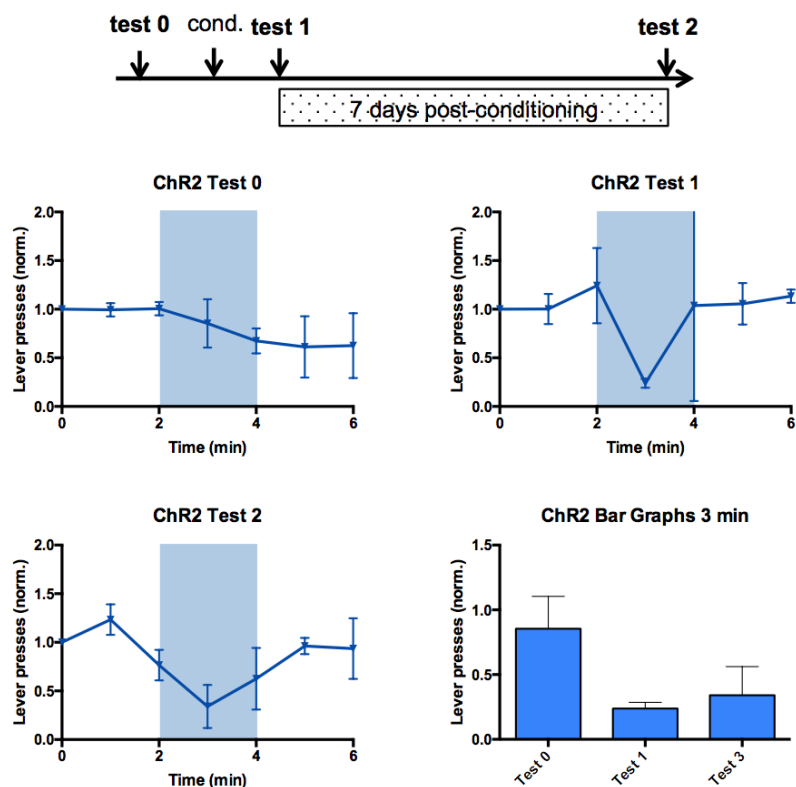 test 0 cond. test 1 test 2
7 days post-conditioning
ChR2 Test 0
Lever presses (norm.)
2.0
1.5
1.0
0.5
0.0
0 2 4 6
Time (min)
ChR2 Test 1
Lever presses (norm.)
2.0
1.5
1.0
0.5
0.0
0 2 4 6
Time (min)
ChR2 Test 2
Lever presses (norm.)
2.0
1.5
1.0
0.5
0.0
0 2 4 6
Time (min)
ChR2 Bar Graphs 3 min
Lever presses (norm.)
1.5
1.0
0.5
0.0
Test 0 Test 1 Test 3